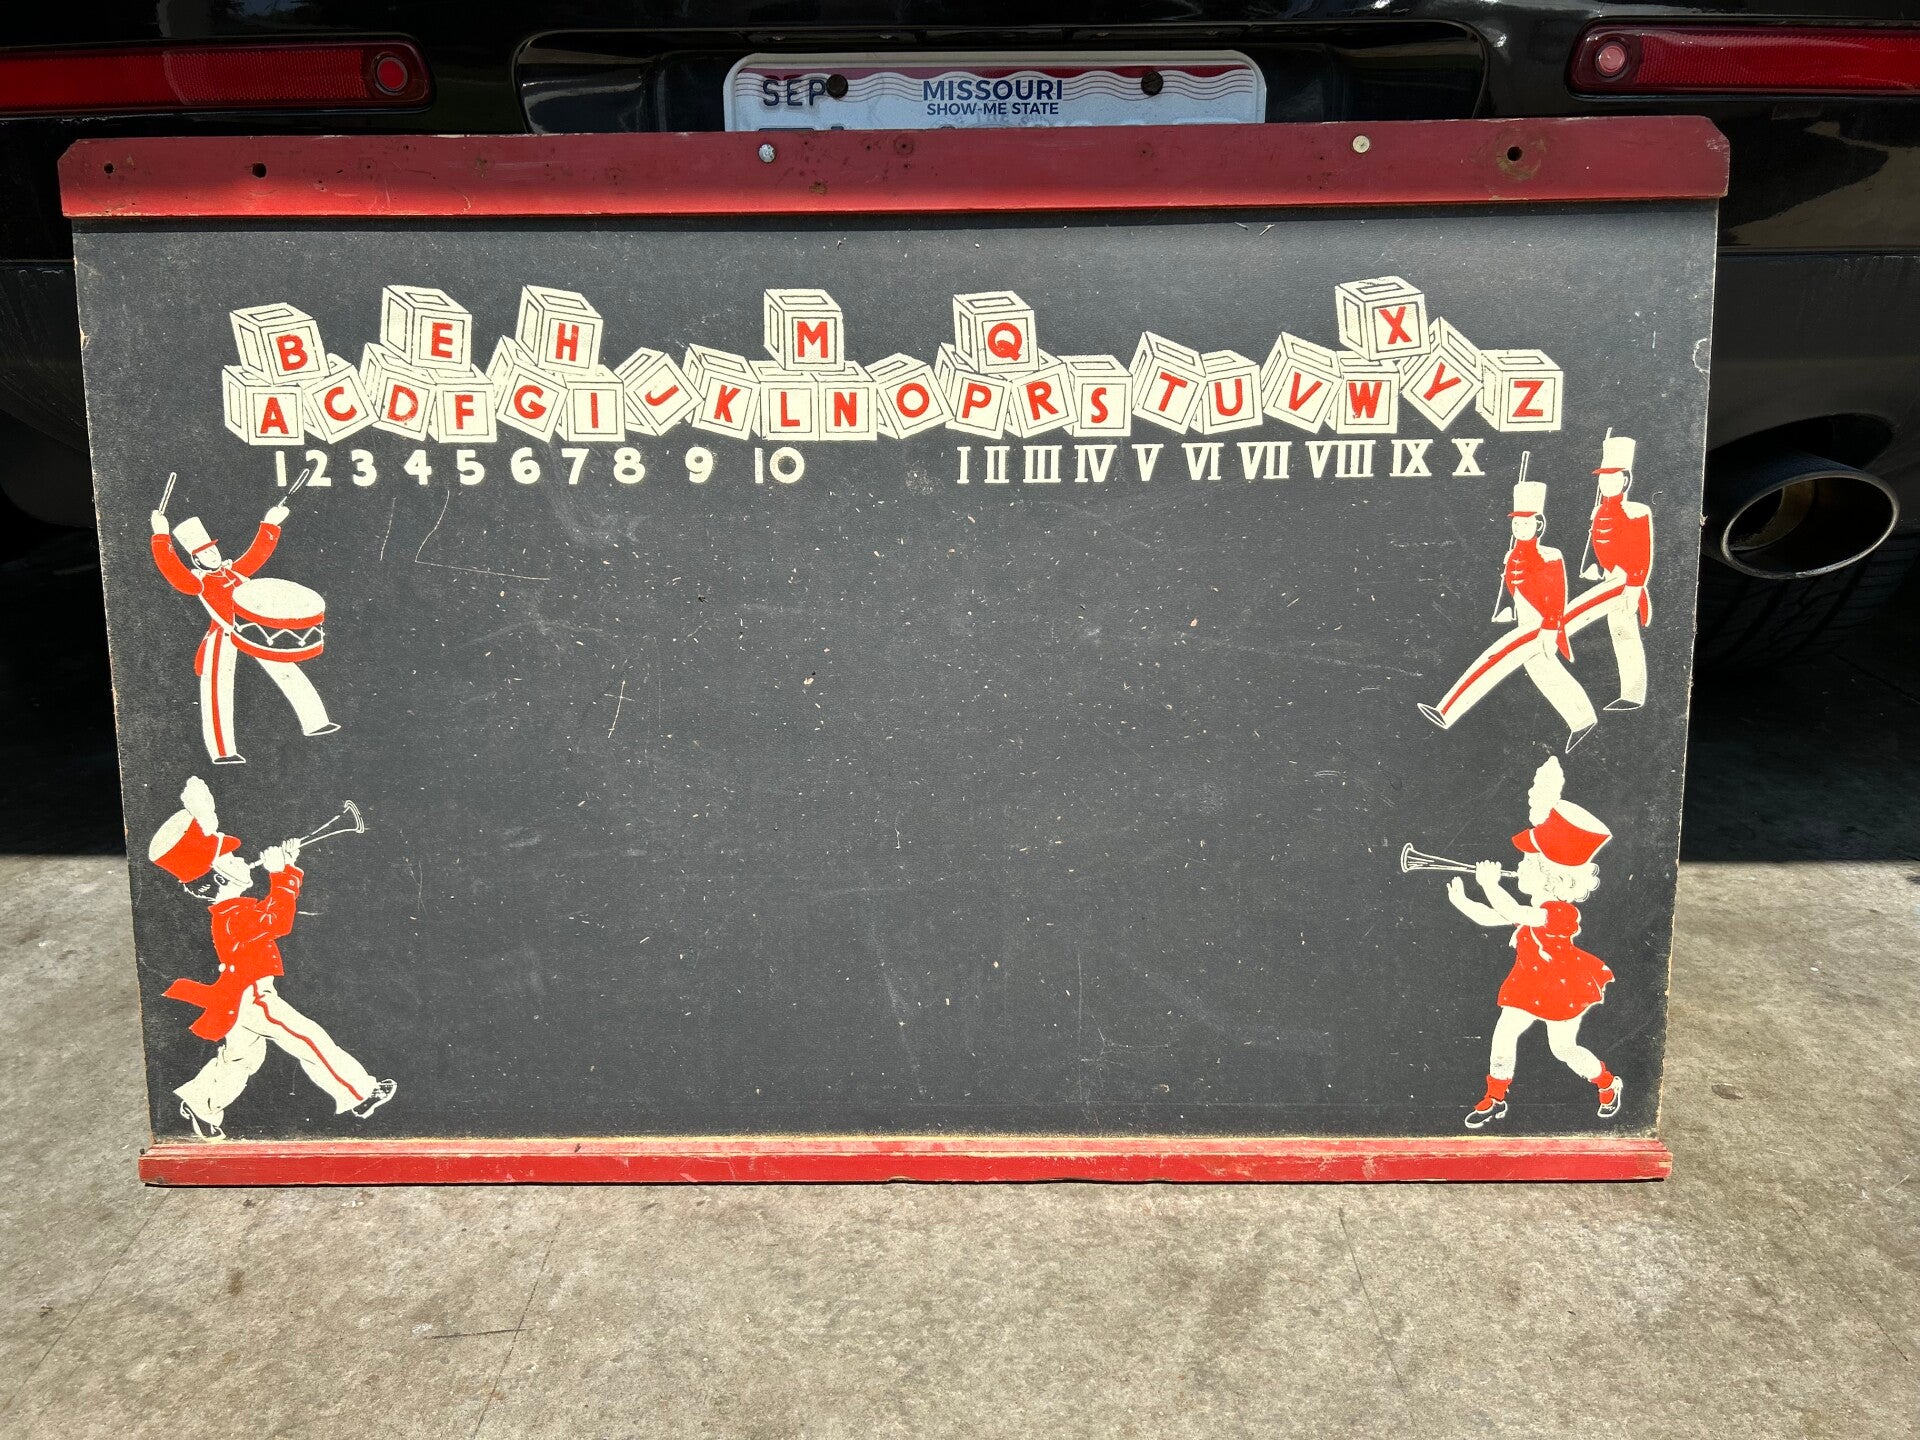 SEP MISSOURI
SHOW-ME STATE
B E H M Q X
A C D F G I J K L N O P R S T U V W Y Z
1 2 3 4 5 6 7 8 9 10 I II III IV V VI VII VIII IX X